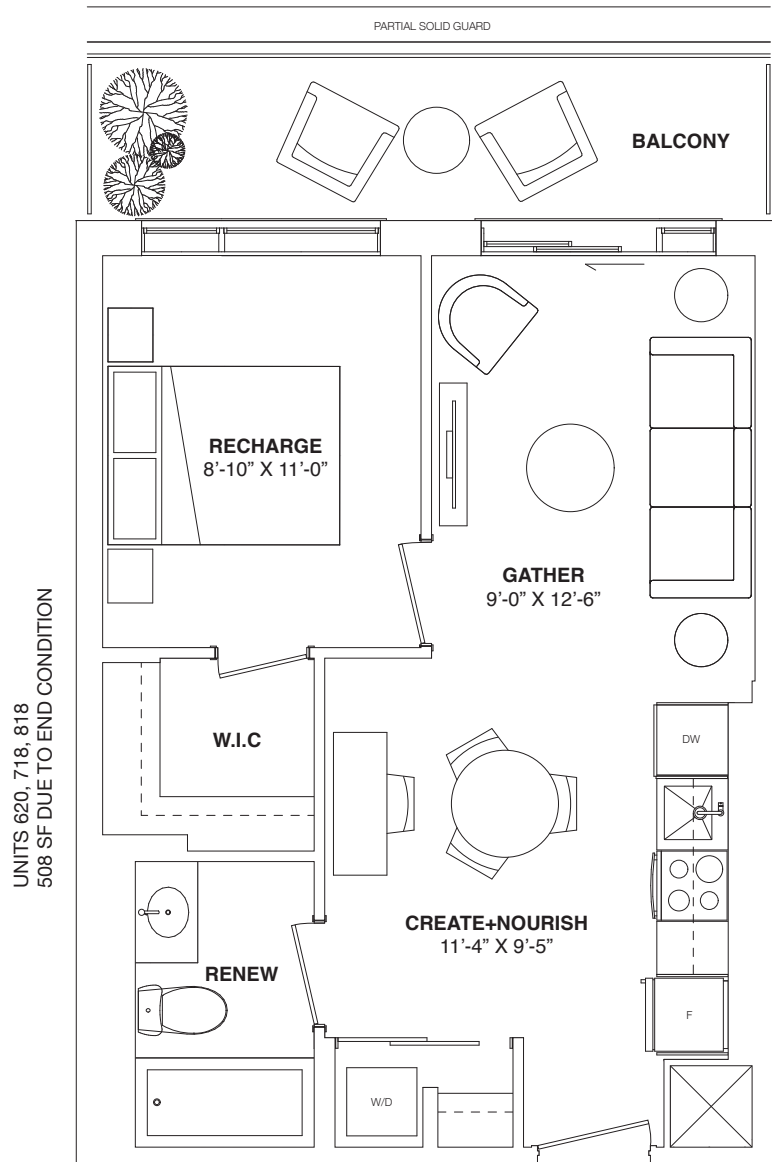 PARTIAL SOLID GUARD
BALCONY
RECHARGE
8’-10” X 11’-0”
GATHER
9’-0” X 12’-6”
UNITS 620, 718, 818
508 SF DUE TO END CONDITION
W.I.C
DW
CREATE+NOURISH
11’-4” X 9’-5”
RENEW
F
W/D